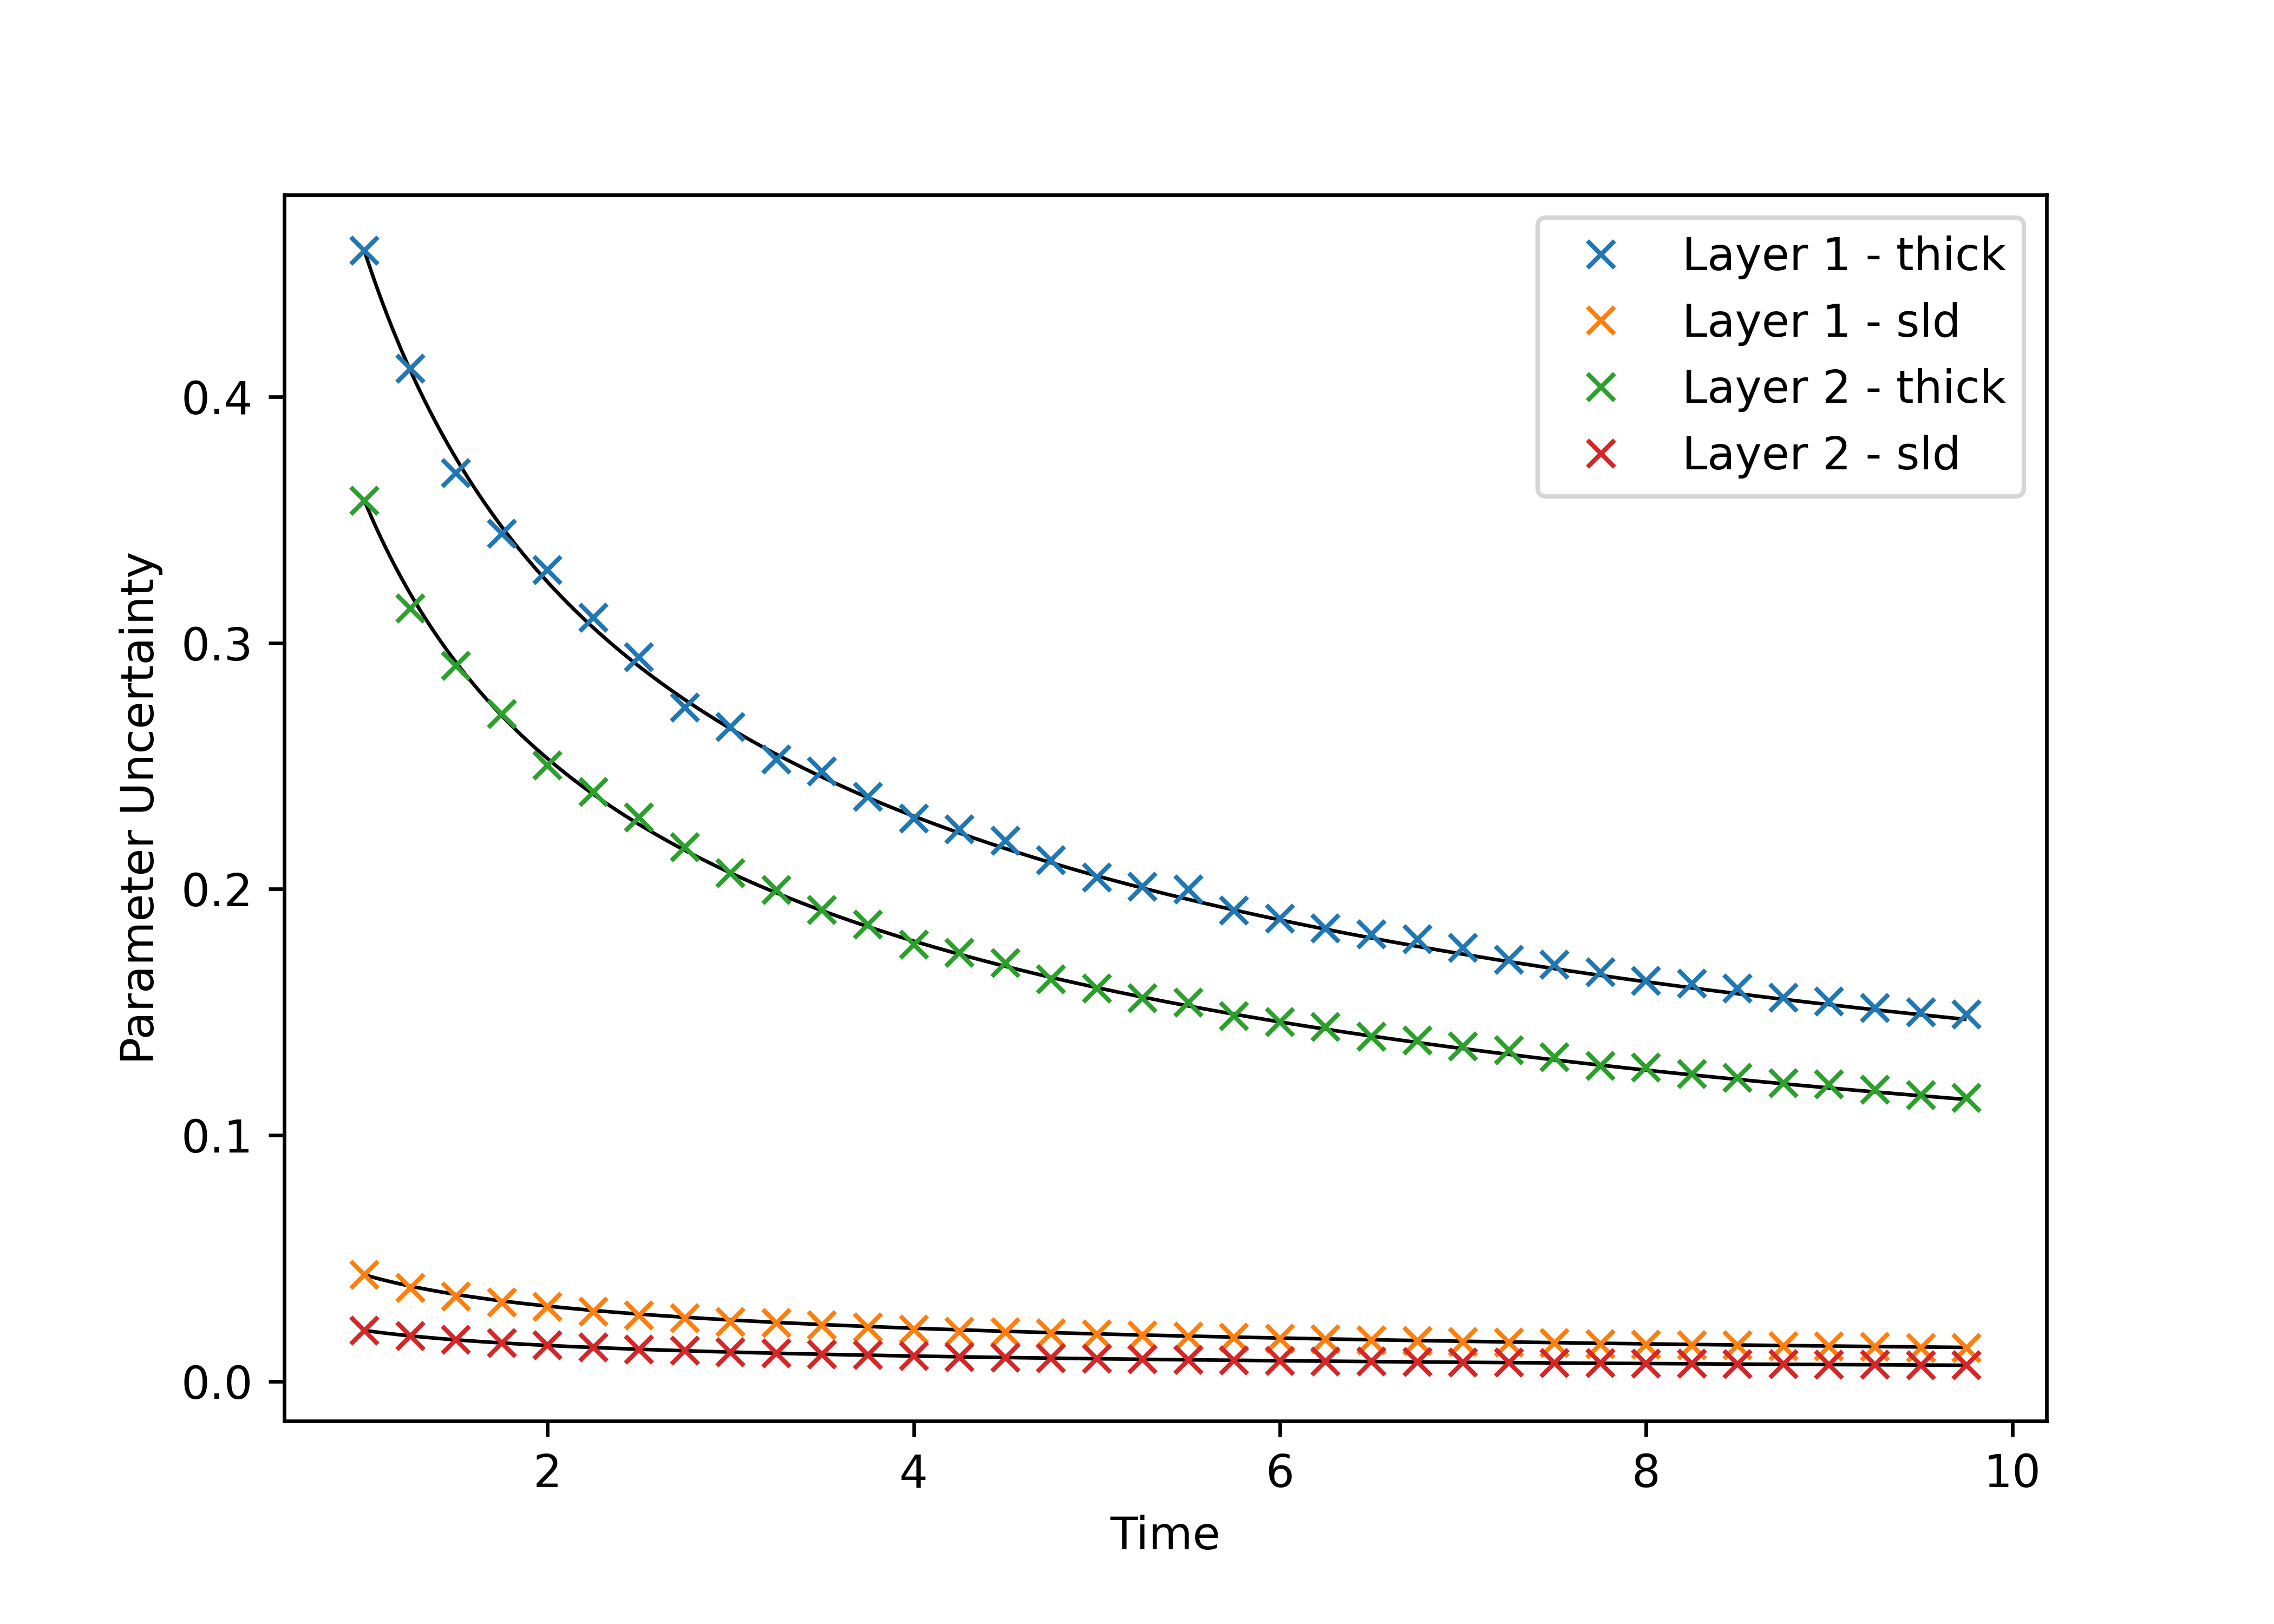 Layer 1 - thick
Layer 1 - sld
Layer 2 - thick
Layer 2 - sld
Parameter Uncertainty
0.4
0.3
0.2
0.1
0.0
2 4 6 8 10
Time